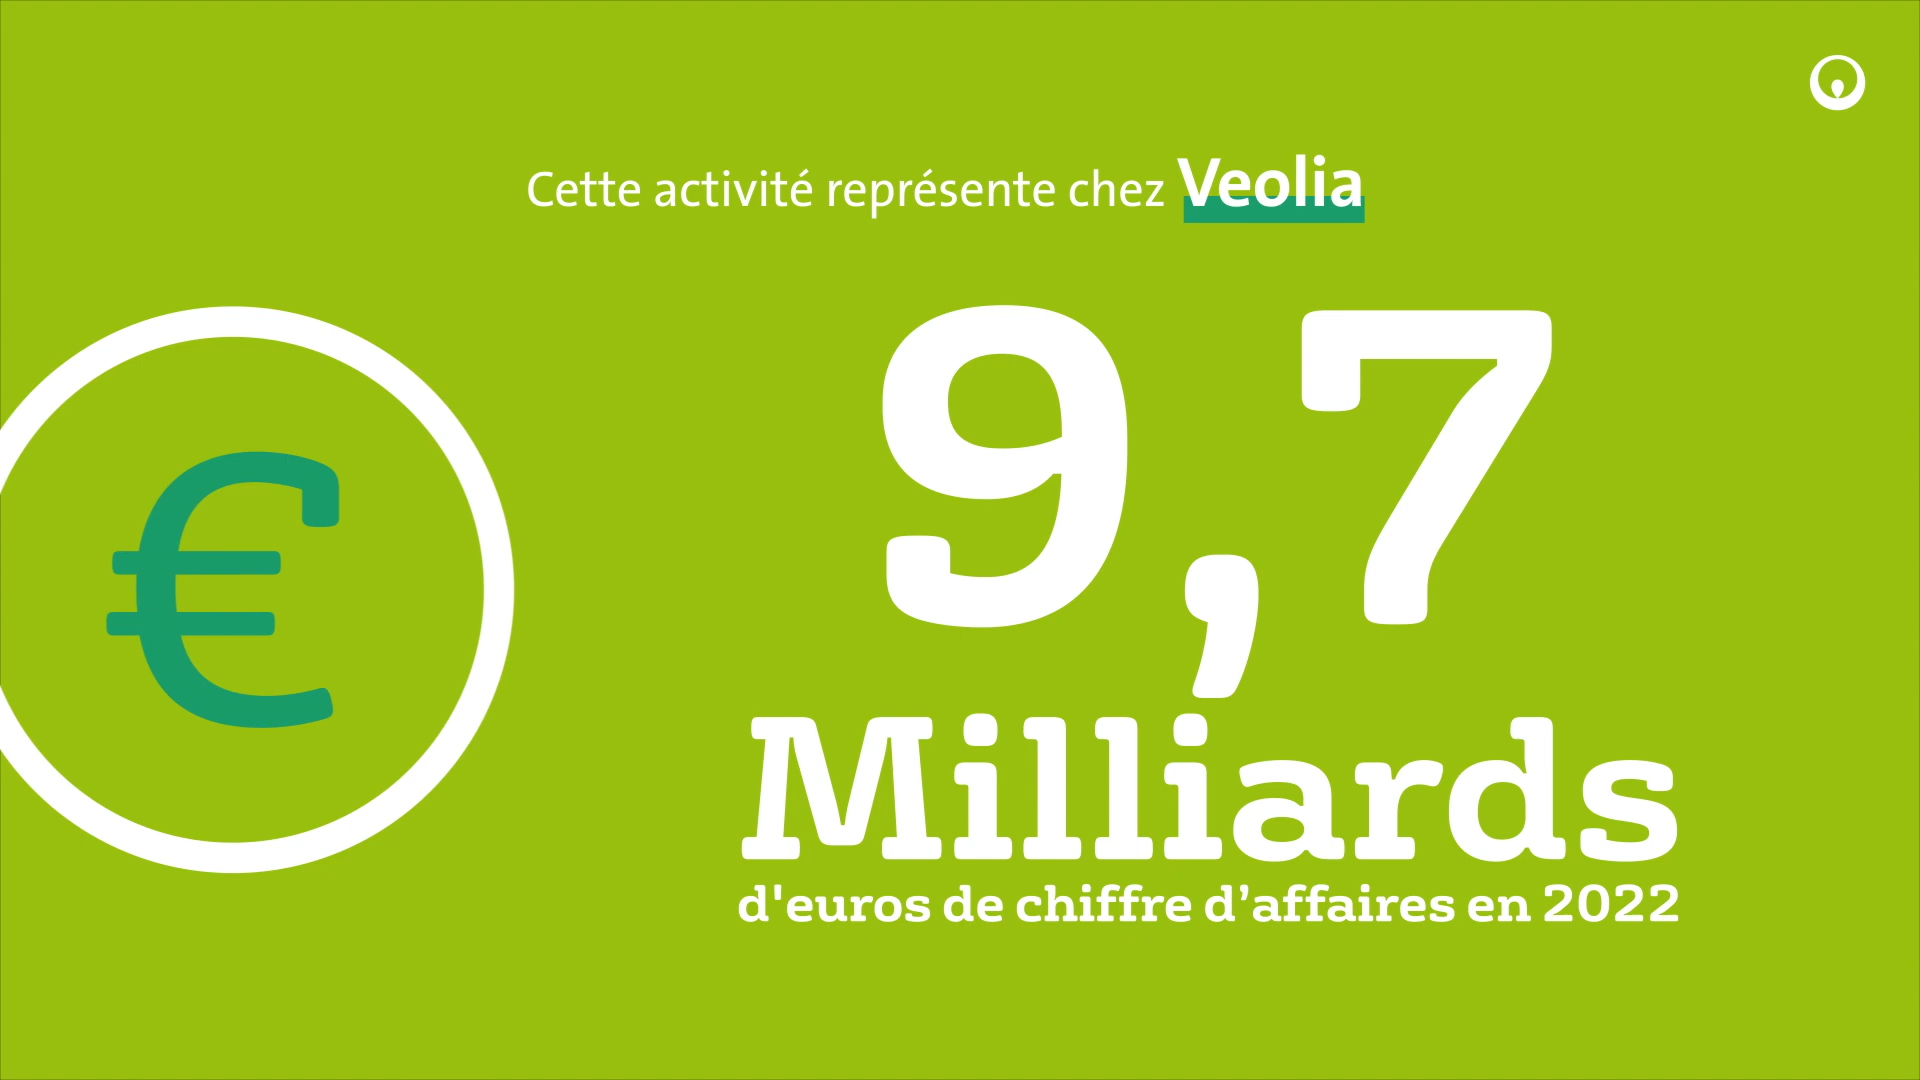 Cette activité représente chez Veolia
€
9,7
Milliards
d'euros de chiffre d’affaires en 2022